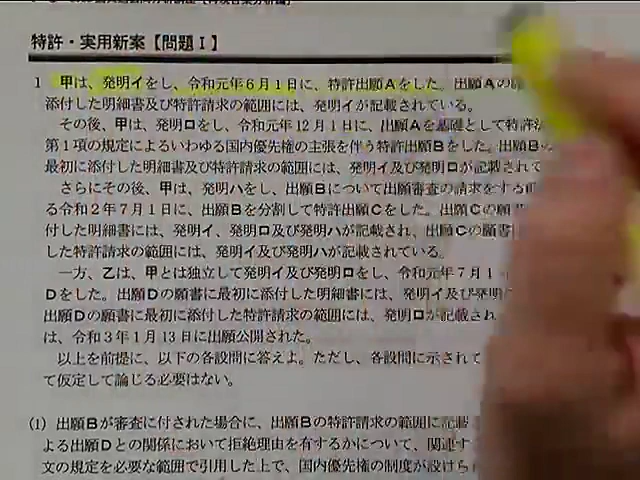 特許・実用新案【問題Ⅰ】
1 甲は、発明イをし、令和元年6月1日に、特許出願Aをした。出願Aの願
添付した明細書及び特許請求の範囲には、発明イが記載されている。
その後、甲は、発明ロをし、令和元年12月1日に、出願Aを基礎として特許法
第1項の規定によるいわゆる国内優先権の主張を伴う特許出願Bをした。出願Bの
最初に添付した明細書及び特許請求の範囲には、発明イ及び発明ロが記載されて
さらにその後、甲は、発明ハをし、出願Bについて出願審査の請求をする前
る令和2年7月1日に、出願Bを分割して特許出願Cをした。出願Cの願
付した明細書には、発明イ、発明ロ及び発明ハが記載され、出願Cの願書
した特許請求の範囲には、発明イ及び発明ハが記載されている。
一方、乙は、甲とは独立して発明イ及び発明ロをし、令和元年7月1
Dをした。出願Dの願書に最初に添付した明細書には、発明イ及び発明
出願Dの願書に最初に添付した特許請求の範囲には、発明ロが記載され
は、令和3年1月13日に出願公開された。
以上を前提に、以下の各設問に答えよ。ただし、各設問に示されて
て仮定して論じる必要はない。
(1) 出願Bが審査に付された場合に、出願Bの特許請求の範囲に記載
よる出願Dとの関係において拒絶理由を有するかについて、関連す
文の規定を必要な範囲で引用した上で、国内優先権の制度が設けら